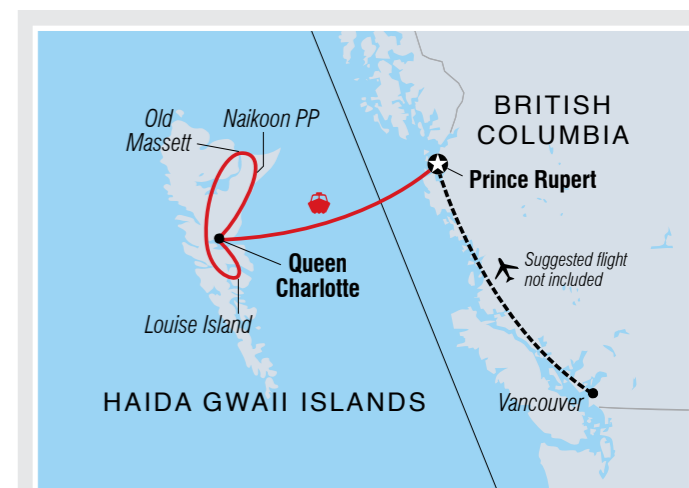 BRITISH
COLUMBIA
Old
Massett
Naikoon PP
Prince Rupert
Queen
Charlotte
Suggested flight
not included
Louise Island
HAIDA GWAII ISLANDS
Vancouver